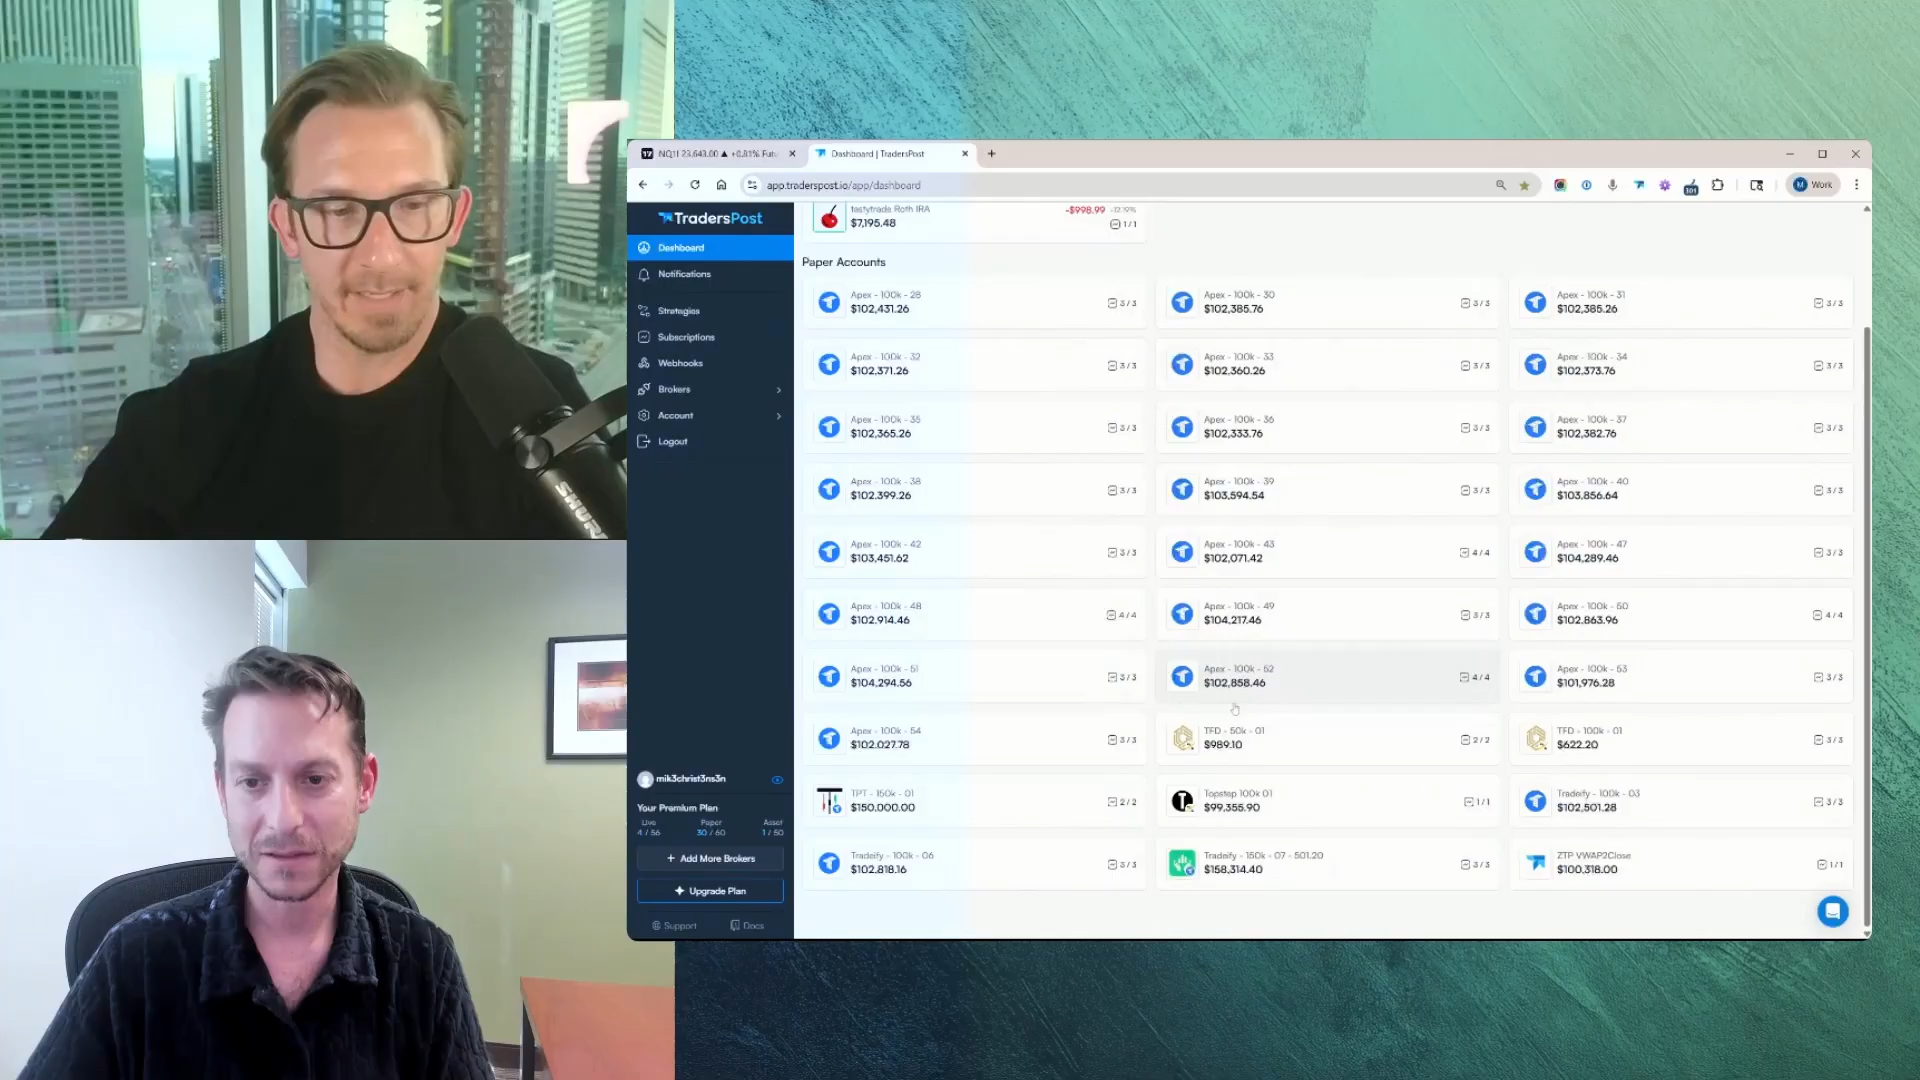 NQ1! 23,643.00 ▲ +0.81% Fut
Dashboard | TradersPost
app.traderspost.io/app/dashboard
Work
TradersPost
Dashboard
Notifications
Strategies
Subscriptions
Webhooks
Brokers
Account
Logout
mik3christ3ns3n
Your Premium Plan
Live Paper Asset
4 / 56 30 / 60 1 / 50
+ Add More Brokers
Upgrade Plan
Support Docs
tastytrade Roth IRA -$998.99 -12.19%
$7,195.48 1 / 1
Paper Accounts
Apex - 100k - 28
$102,431.26
3 / 3
Apex - 100k - 30
$102,385.76
3 / 3
Apex - 100k - 31
$102,385.26
3 / 3
Apex - 100k - 32
$102,371.26
3 / 3
Apex - 100k - 33
$102,360.26
3 / 3
Apex - 100k - 34
$102,373.76
3 / 3
Apex - 100k - 35
$102,365.26
3 / 3
Apex - 100k - 36
$102,333.76
3 / 3
Apex - 100k - 37
$102,382.76
3 / 3
Apex - 100k - 38
$102,399.26
3 / 3
Apex - 100k - 39
$103,594.54
3 / 3
Apex - 100k - 40
$103,856.64
3 / 3
Apex - 100k - 42
$103,451.62
3 / 3
Apex - 100k - 43
$102,071.42
4 / 4
Apex - 100k - 47
$104,289.46
3 / 3
Apex - 100k - 48
$102,914.46
4 / 4
Apex - 100k - 49
$104,217.46
3 / 3
Apex - 100k - 50
$102,863.96
4 / 4
Apex - 100k - 51
$104,294.56
3 / 3
Apex - 100k - 52
$102,858.46
4 / 4
Apex - 100k - 53
$101,976.28
3 / 3
Apex - 100k - 54
$102,027.78
3 / 3
TFD - 50k - 01
$989.10
2 / 2
TFD - 100k - 01
$622.20
3 / 3
TPT - 150k - 01
$150,000.00
2 / 2
Topstep 100k 01
$99,355.90
1 / 1
Tradeify - 100k - 03
$102,501.28
3 / 3
Tradeify - 100k - 06
$102,818.16
3 / 3
Tradeify - 150k - 07 - 501.20
$158,314.40
3 / 3
ZTP VWAP2Close
$100,318.00
1 / 1
SHURE